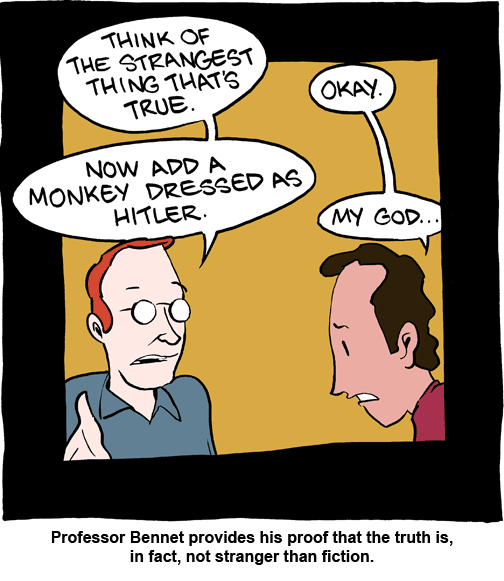 THINK OF
THE STRANGEST
THING THAT'S
TRUE.
OKAY.
NOW ADD A
MONKEY DRESSED AS
HITLER.
MY GOD...
Professor Bennet provides his proof that the truth is,
in fact, not stranger than fiction.